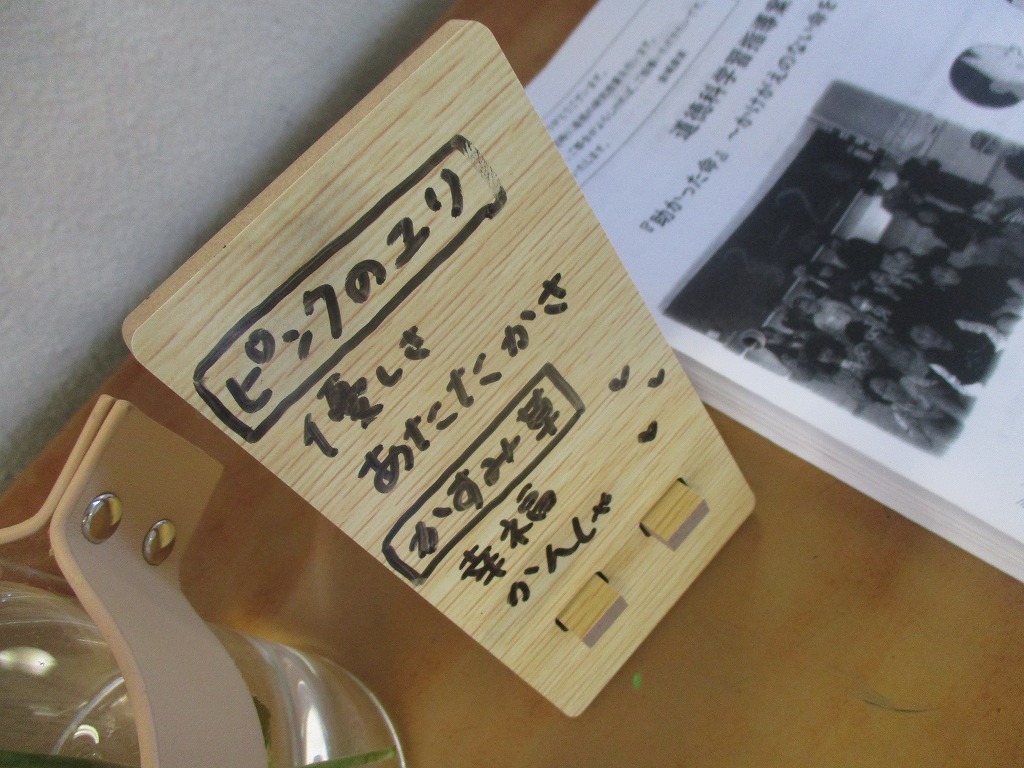 ピンクのユリ
優しさ
あたたかさ
かすみ草
幸福
かんしゃ
道徳科学習指導案
『助かった命』 ～かけがえのない命を